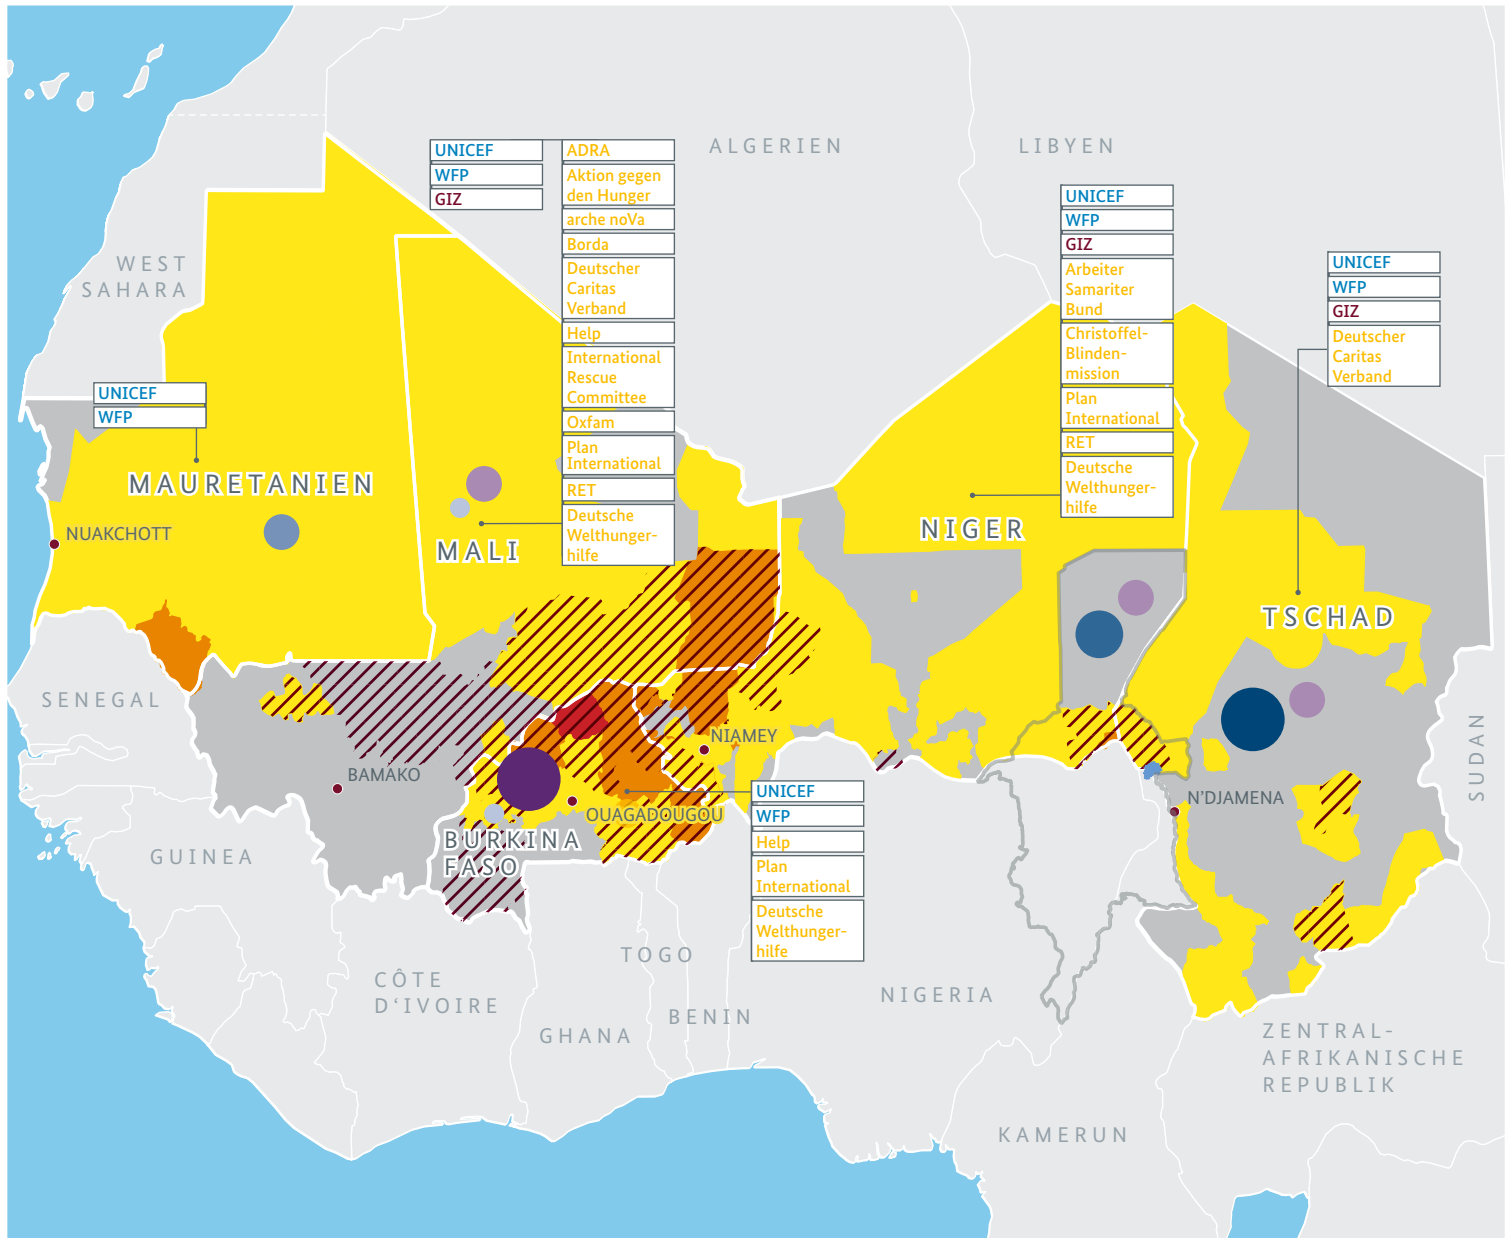 ALGERIEN
LIBYEN
WEST
SAHARA
UNICEF
WFP
GIZ
ADRA
Aktion gegen
den Hunger
arche noVa
Borda
Deutscher
Caritas
Verband
Help
International
Rescue
Committee
Oxfam
Plan
International
RET
Deutsche
Welthunger-
hilfe
UNICEF
WFP
GIZ
Arbeiter
Samariter
Bund
Christoffel-
Blinden-
mission
Plan
International
RET
Deutsche
Welthunger-
hilfe
UNICEF
WFP
GIZ
Deutscher
Caritas
Verband
UNICEF
WFP
MAURETANIEN
NUAKCHOTT
MALI
NIGER
TSCHAD
SENEGAL
BAMAKO
NIAMEY
OUAGADOUGOU
BURKINA
FASO
UNICEF
WFP
Help
Plan
International
Deutsche
Welthunger-
hilfe
N'DJAMENA
SUDAN
GUINEA
CÔTE
D‘IVOIRE
GHANA
TOGO
BENIN
NIGERIA
KAMERUN
ZENTRAL-
AFRIKANISCHE
REPUBLIK